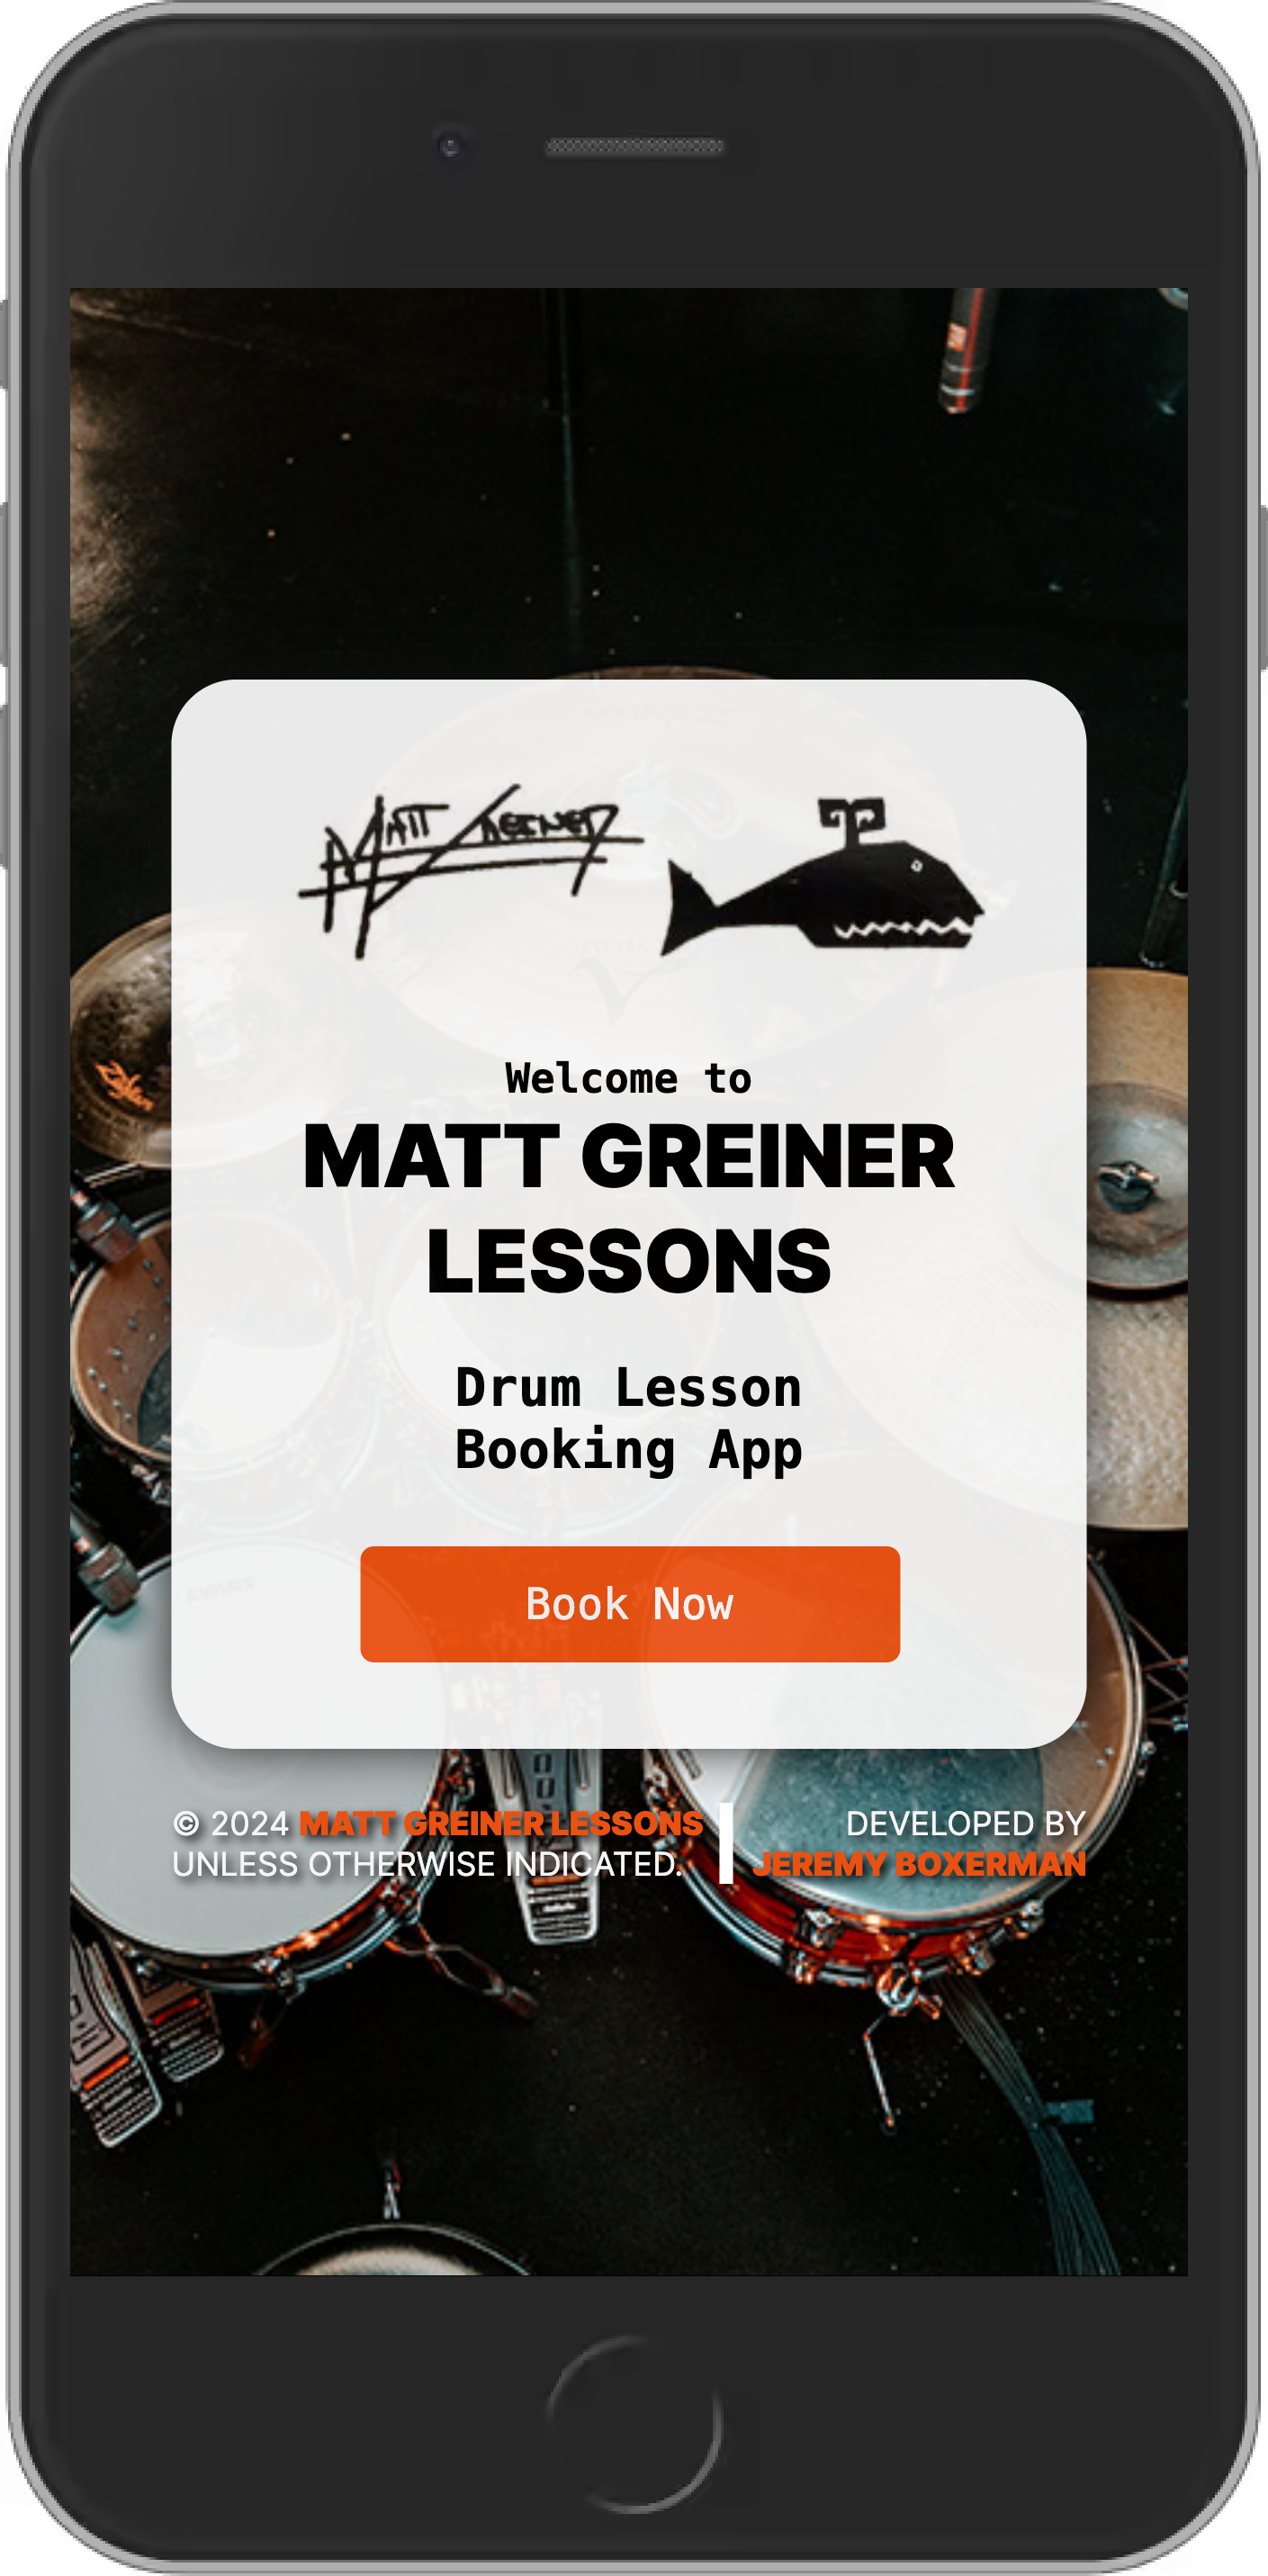 MATT GREINER
Welcome to
MATT GREINER
LESSONS
Drum Lesson
Booking App
EVANS
Book Now
© 2024 MATT GREINER LESSONS
UNLESS OTHERWISE INDICATED.
DEVELOPED BY
JEREMY BOXERMAN